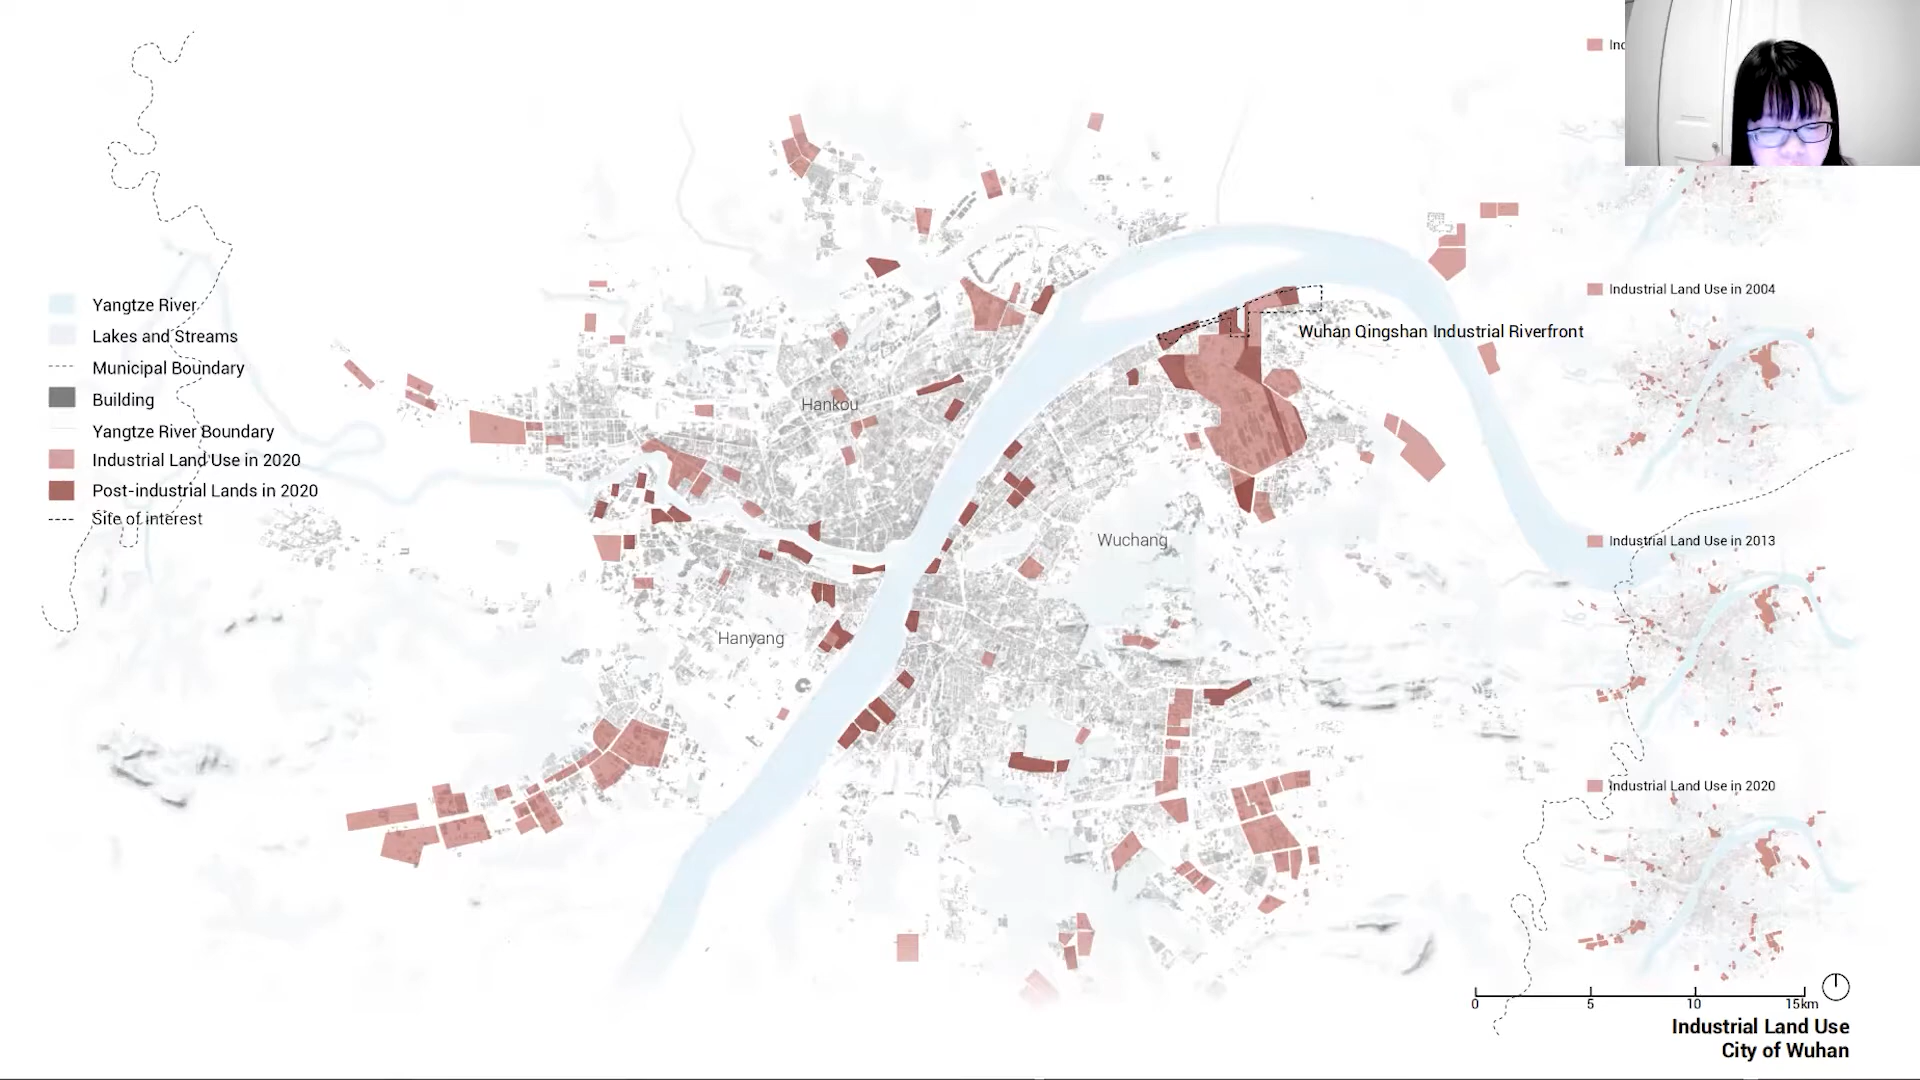 Yangtze River
Lakes and Streams
Municipal Boundary
Building
Yangtze River Boundary
Industrial Land Use in 2020
Post-industrial Lands in 2020
Site of interest
Hankou
Wuchang
Hanyang
Wuhan Qingshan Industrial Riverfront
Industrial Land Use in 2004
Industrial Land Use in 2013
Industrial Land Use in 2020
0 5 10 15km
Industrial Land Use
City of Wuhan